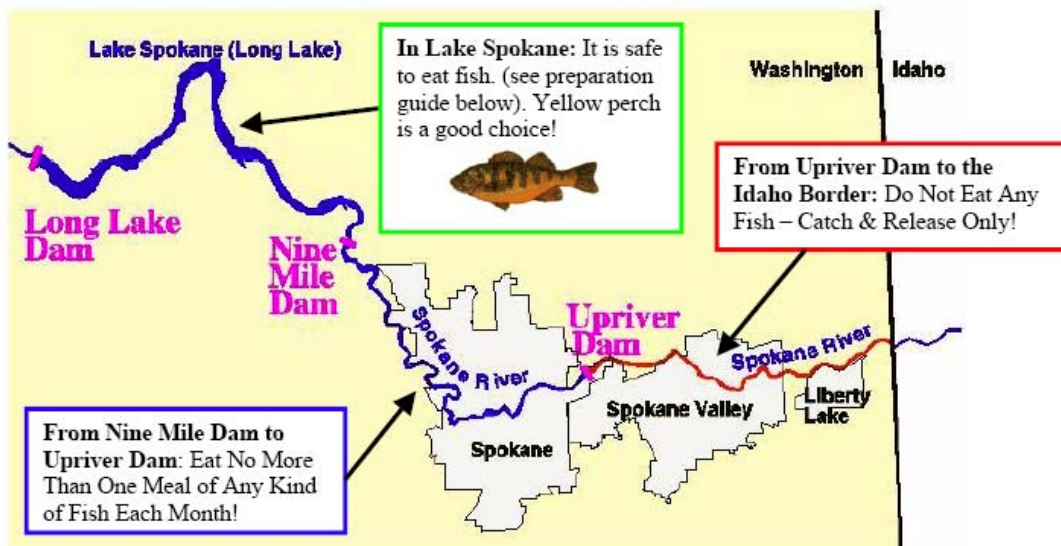 Lake Spokane (Long Lake)
In Lake Spokane: It is safe
to eat fish. (see preparation
guide below). Yellow perch
is a good choice!
Washington
Idaho
From Upriver Dam to the
Idaho Border: Do Not Eat Any
Fish – Catch & Release Only!
Long Lake
Dam
Nine
Mile
Dam
Upriver
Dam
Spokane River
Spokane River
Liberty
Lake
Spokane Valley
Spokane
From Nine Mile Dam to
Upriver Dam: Eat No More
Than One Meal of Any Kind
of Fish Each Month!